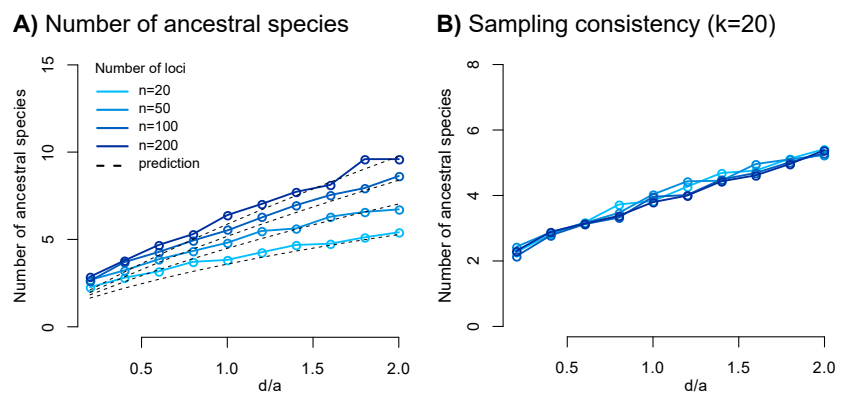 A) Number of ancestral species
Number of ancestral species
15
10
5
0
Number of loci
n=20
n=50
n=100
n=200
prediction
0.5
1.0
1.5
2.0
d/a
B) Sampling consistency (k=20)
Number of ancestral species
8
6
4
2
0
0.5
1.0
1.5
2.0
d/a